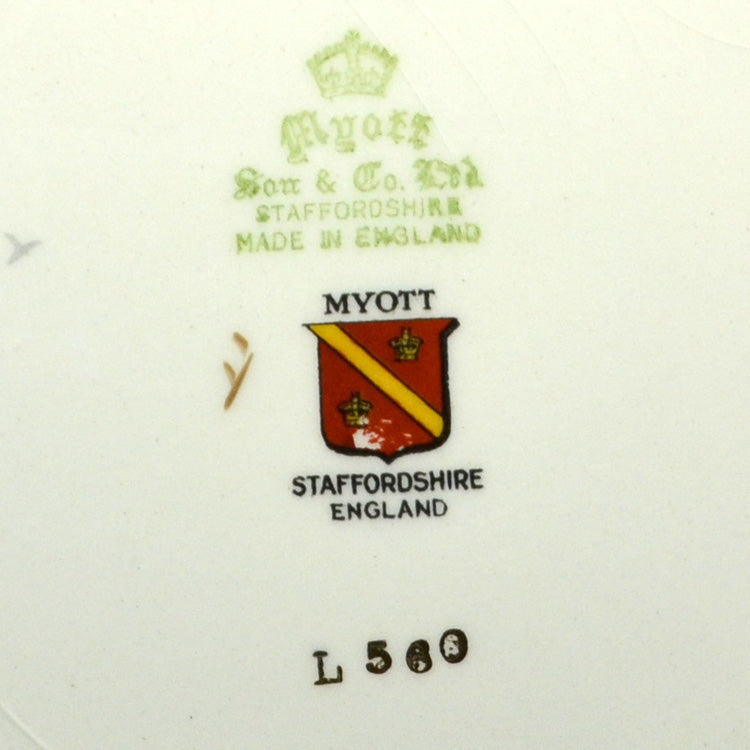 Myott
Son & Co. Ltd
STAFFORDSHIRE
MADE IN ENGLAND
MYOTT
STAFFORDSHIRE
ENGLAND
L 560